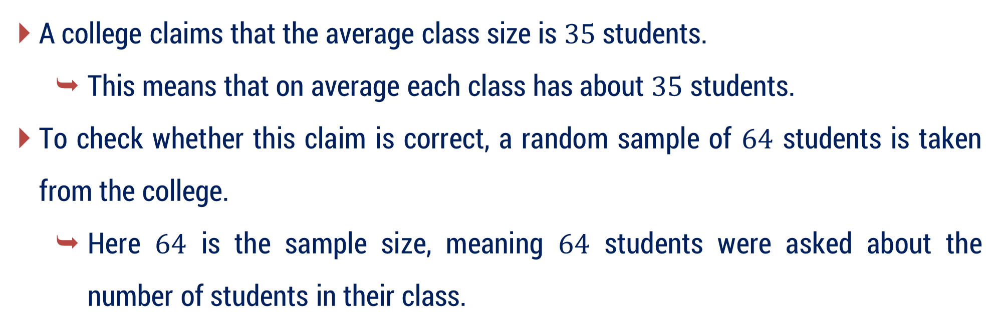 A college claims that the average class size is 35 students.
This means that on average each class has about 35 students.
To check whether this claim is correct, a random sample of 64 students is taken
from the college.
Here 64 is the sample size, meaning 64 students were asked about the
number of students in their class.